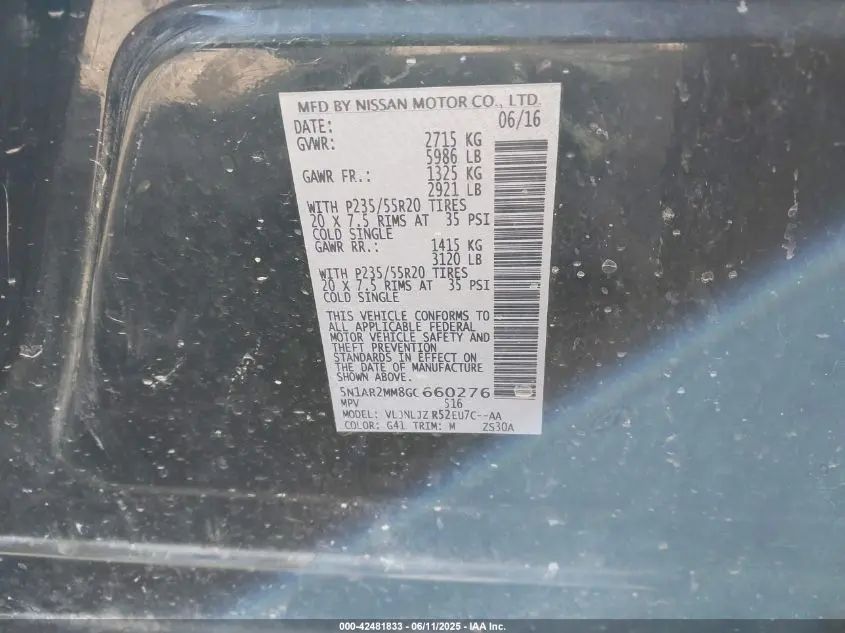 MFD BY NISSAN MOTOR CO., LTD.
DATE: 06/16
GVWR: 2715 KG
5986 LB
GAWR FR.: 1325 KG
2921 LB
WITH P235/55R20 TIRES
20 X 7.5 RIMS AT 35 PSI
COLD SINGLE
GAWR RR.: 1415 KG
3120 LB
WITH P235/55R20 TIRES
20 X 7.5 RIMS AT 35 PSI
COLD SINGLE
THIS VEHICLE CONFORMS TO
ALL APPLICABLE FEDERAL
MOTOR VEHICLE SAFETY AND
THEFT PREVENTION
STANDARDS IN EFFECT ON
THE DATE OF MANUFACTURE
SHOWN ABOVE.
5N1AR2MM8GC660276
MPV 516
MODEL:
COLOR: G41 TRIM: M ZS30A
000-42481833 - 06/11/2025 - IAA Inc.